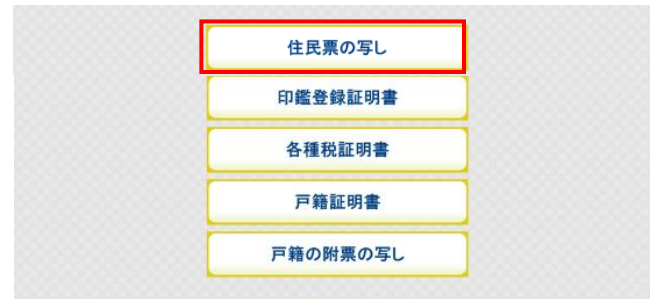 住民票の写し
印鑑登録証明書
各種税証明書
戸籍証明書
戸籍の附票の写し